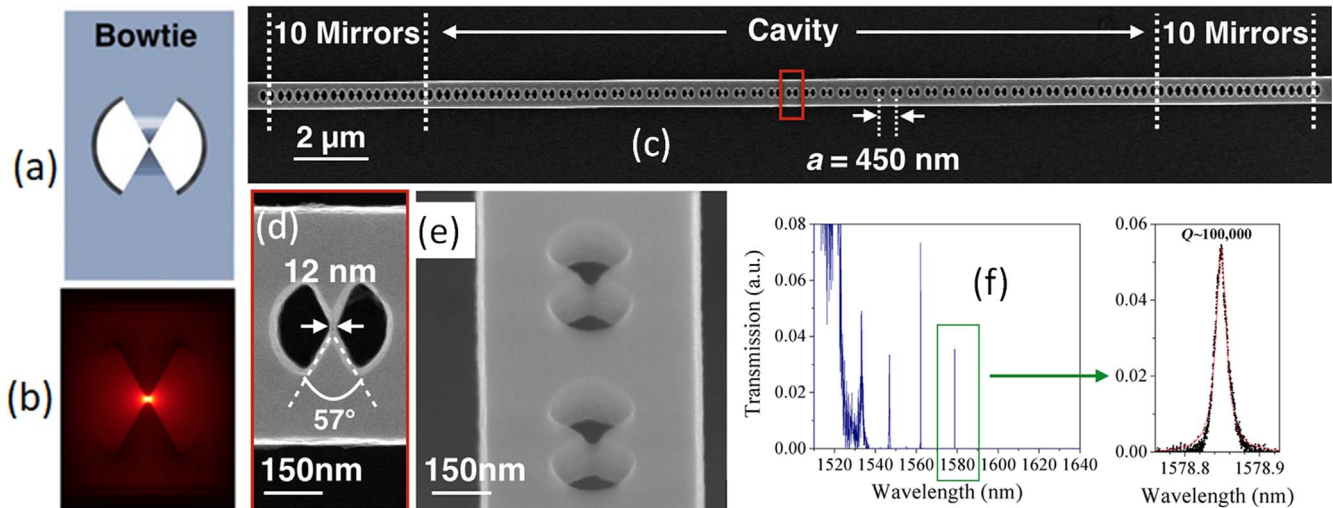 Bowtie
(a)
(b)
10 Mirrors
Cavity
10 Mirrors
2 μm
(c)
a = 450 nm
(d)
12 nm
57°
150nm
(e)
150nm
0.08
0.06
0.04
0.02
0.00
Transmission (a.u.)
(f)
1520 1540 1560 1580 1600 1620 1640
Wavelength (nm)
0.06
0.04
0.02
0.00
Q~100,000
1578.8 1578.9
Wavelength (nm)